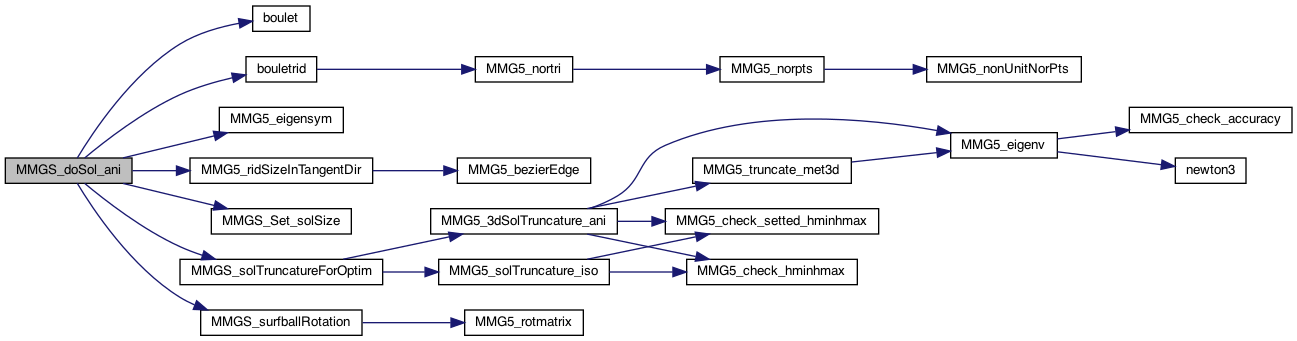 MMGS_doSol_ani
boulet
bouletrid
MMG5_nortri
MMG5_norpts
MMG5_nonUnitNorPts
MMG5_eigensym
MMG5_ridSizeInTangentDir
MMG5_bezierEdge
MMGS_Set_solSize
MMGS_solTruncatureForOptim
MMG5_3dSolTruncature_ani
MMG5_solTruncature_iso
MMG5_truncate_met3d
MMG5_check_setted_hminhmax
MMG5_check_hminhmax
MMG5_eigenv
MMG5_check_accuracy
newton3
MMGS_surfballRotation
MMG5_rotmatrix